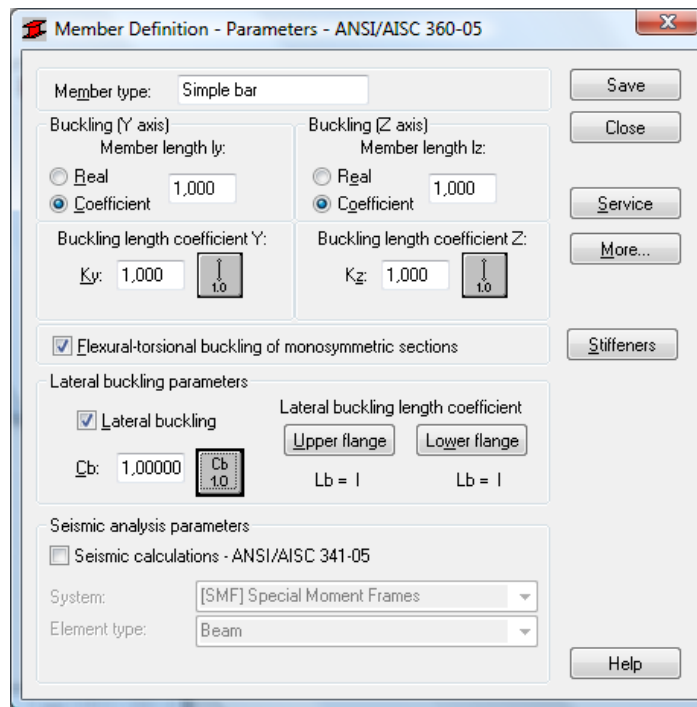 Member Definition - Parameters - ANSI/AISC 360-05
Member type: Simple bar
Save
Close
Service
More...
Stiffeners
Help
Buckling (Y axis)
Member length ly:
Real
Coefficient
1,000
Buckling (Z axis)
Member length lz:
Real
Coefficient
1,000
Buckling length coefficient Y:
Ky: 1,000
1.0
Buckling length coefficient Z:
Kz: 1,000
1.0
Flexural-torsional buckling of monosymmetric sections
Lateral buckling parameters
Lateral buckling
Cb: 1,00000
Cb
1.0
Lateral buckling length coefficient
Upper flange Lower flange
Lb = l Lb = l
Seismic analysis parameters
Seismic calculations - ANSI/AISC 341-05
System: [SMF] Special Moment Frames
Element type: Beam